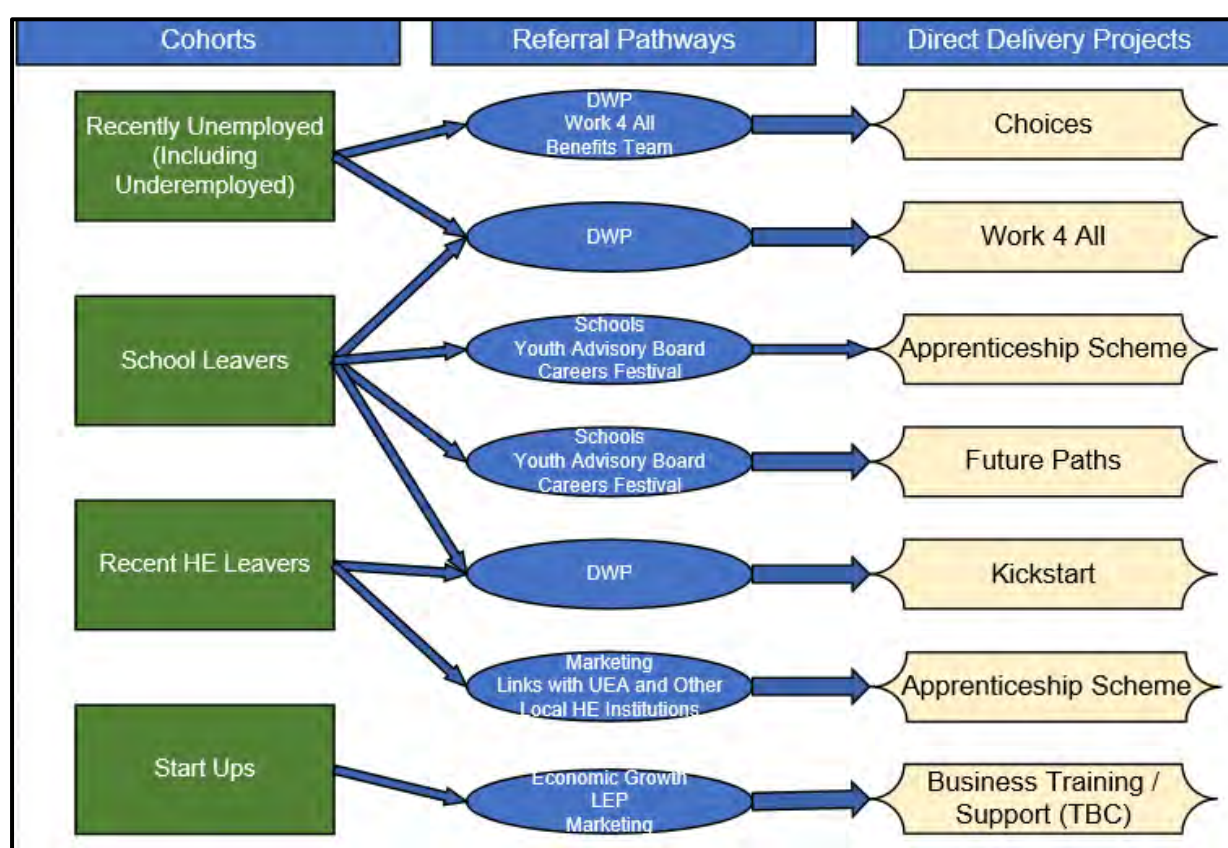 Cohorts
Referral Pathways
Direct Delivery Projects
Recently Unemployed
(Including
Underemployed)
DWP
Work 4 All
Benefits Team
Choices
DWP
Work 4 All
School Leavers
Schools
Youth Advisory Board
Careers Festival
Apprenticeship Scheme
Schools
Youth Advisory Board
Careers Festival
Future Paths
Recent HE Leavers
DWP
Kickstart
Marketing
Links with UEA and Other
Local HE Institutions
Apprenticeship Scheme
Start Ups
Economic Growth
LEP
Marketing
Business Training /
Support (TBC)